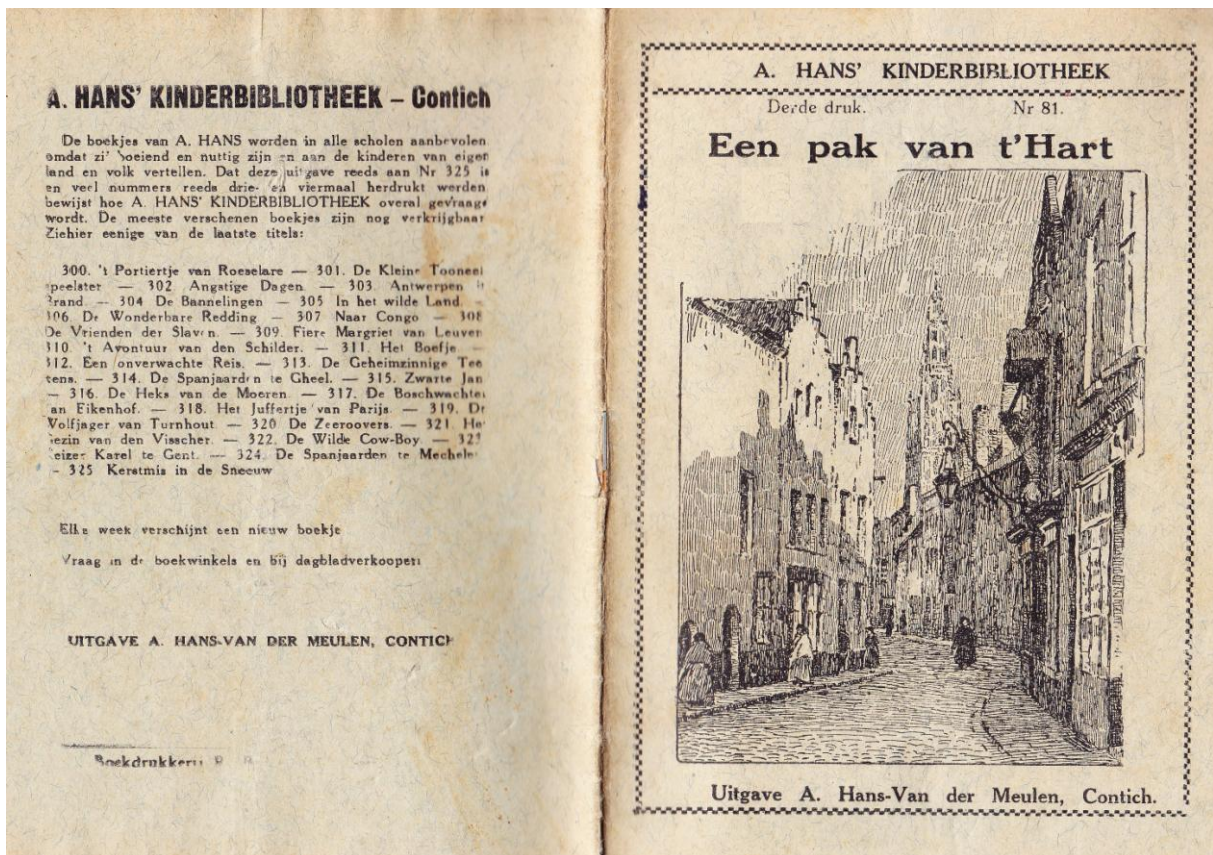 A. HANS' KINDERBIBLIOTHEEK – Contich
De boekjes van A. HANS worden in alle scholen aanbevolen
omdat zij boeiend en nuttig zijn en aan de kinderen van eigen
land en volk vertellen. Dat deze uitgave reeds aan Nr 325 is
en veel nummers reeds drie- en viermaal herdrukt werden
bewijst hoe A. HANS' KINDERBIBLIOTHEEK overal gevraagd
wordt. De meeste verschenen boekjes zijn nog verkrijgbaar
Ziehier eenige van de laatste titels:
300. 't Portiertje van Roeselare — 301. De Kleine Tooneel
speelster — 302 Angstige Dagen — 303 Antwerpen
Brand — 304 De Bannelingen — 305 In het wilde Land —
306. De Wonderbare Redding — 307 Naar Congo — 308
De Vrienden der Slaven. — 309. Fiere Margriet van Leuven
310. 't Avontuur van den Schilder. — 311. Het Boefje —
312. Een onverwachte Reis. — 313. De Geheimzinnige Tee
kens. — 314. De Spanjaarden te Gheel. — 315. Zwarte Jan
— 316. De Heks van de Moeren. — 317. De Boschwachter
van Eikenhof. — 318. Het Juffertje van Parijs. — 319. De
Wolfjager van Turnhout — 320 De Zeeroovers. — 321. Het
Gezin van den Visscher. — 322. De Wilde Cow-Boy. — 323
Keizer Karel te Gent. — 324. De Spanjaarden te Mechelen
— 325 Kerstmis in de Sneeuw
Elke week verschijnt een nieuw boekje
Vraag in de boekwinkels en bij dagbladverkoopers
UITGAVE A. HANS-VAN DER MEULEN, CONTICH
Boekdrukkerij
A. HANS' KINDERBIBLIOTHEEK
Derde druk. Nr 81.
Een pak van t'Hart
Uitgave A. Hans-Van der Meulen, Contich.